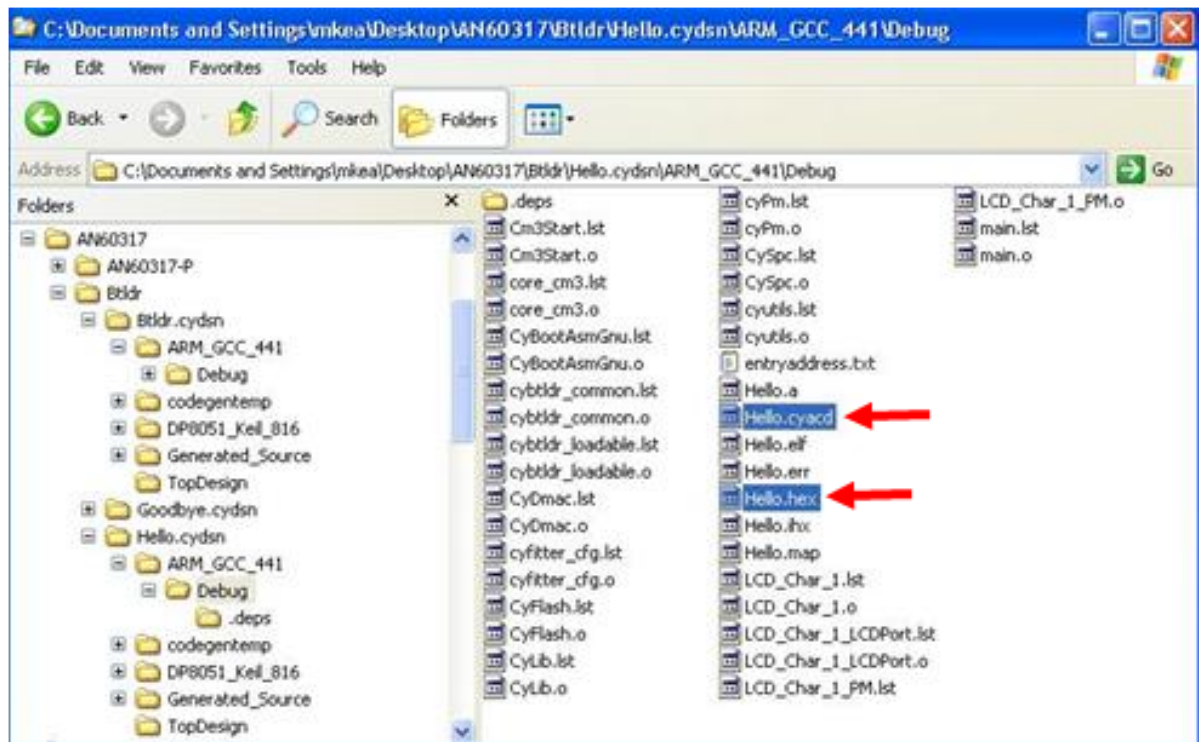 C:\Documents and Settings\mkea\Desktop\AN60317\Btldr\Hello.cydsn\ARM_GCC_441\Debug
File Edit View Favorites Tools Help
Back Search Folders
Address C:\Documents and Settings\mkea\Desktop\AN60317\Btldr\Hello.cydsn\ARM_GCC_441\Debug Go
Folders
AN60317
AN60317-P
Btldr
Btldr.cydsn
ARM_GCC_441
Debug
codegentemp
DP8051_Keil_816
Generated_Source
TopDesign
Goodbye.cydsn
Hello.cydsn
ARM_GCC_441
Debug
.deps
codegentemp
DP8051_Keil_816
Generated_Source
TopDesign
.deps
Cm3Start.lst
Cm3Start.o
core_cm3.lst
core_cm3.o
CyBootAsmGnu.lst
CyBootAsmGnu.o
cybtldr_common.lst
cybtldr_common.o
cybtldr_loadable.lst
cybtldr_loadable.o
CyDmac.lst
CyDmac.o
cyfitter_cfg.lst
cyfitter_cfg.o
CyFlash.lst
CyFlash.o
CyLib.lst
CyLib.o
cyPm.lst
cyPm.o
CySpc.lst
CySpc.o
cyutils.lst
cyutils.o
entryaddress.txt
Hello.a
Hello.cyacd
Hello.elf
Hello.err
Hello.hex
Hello.ihx
Hello.map
LCD_Char_1.lst
LCD_Char_1.o
LCD_Char_1_LCDPort.lst
LCD_Char_1_LCDPort.o
LCD_Char_1_PM.lst
LCD_Char_1_PM.o
main.lst
main.o